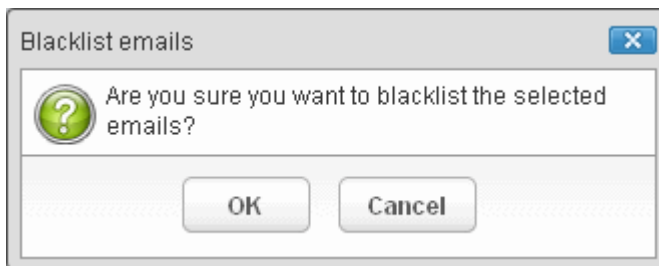 Blacklist emails
Are you sure you want to blacklist the selected
emails?
OK
Cancel